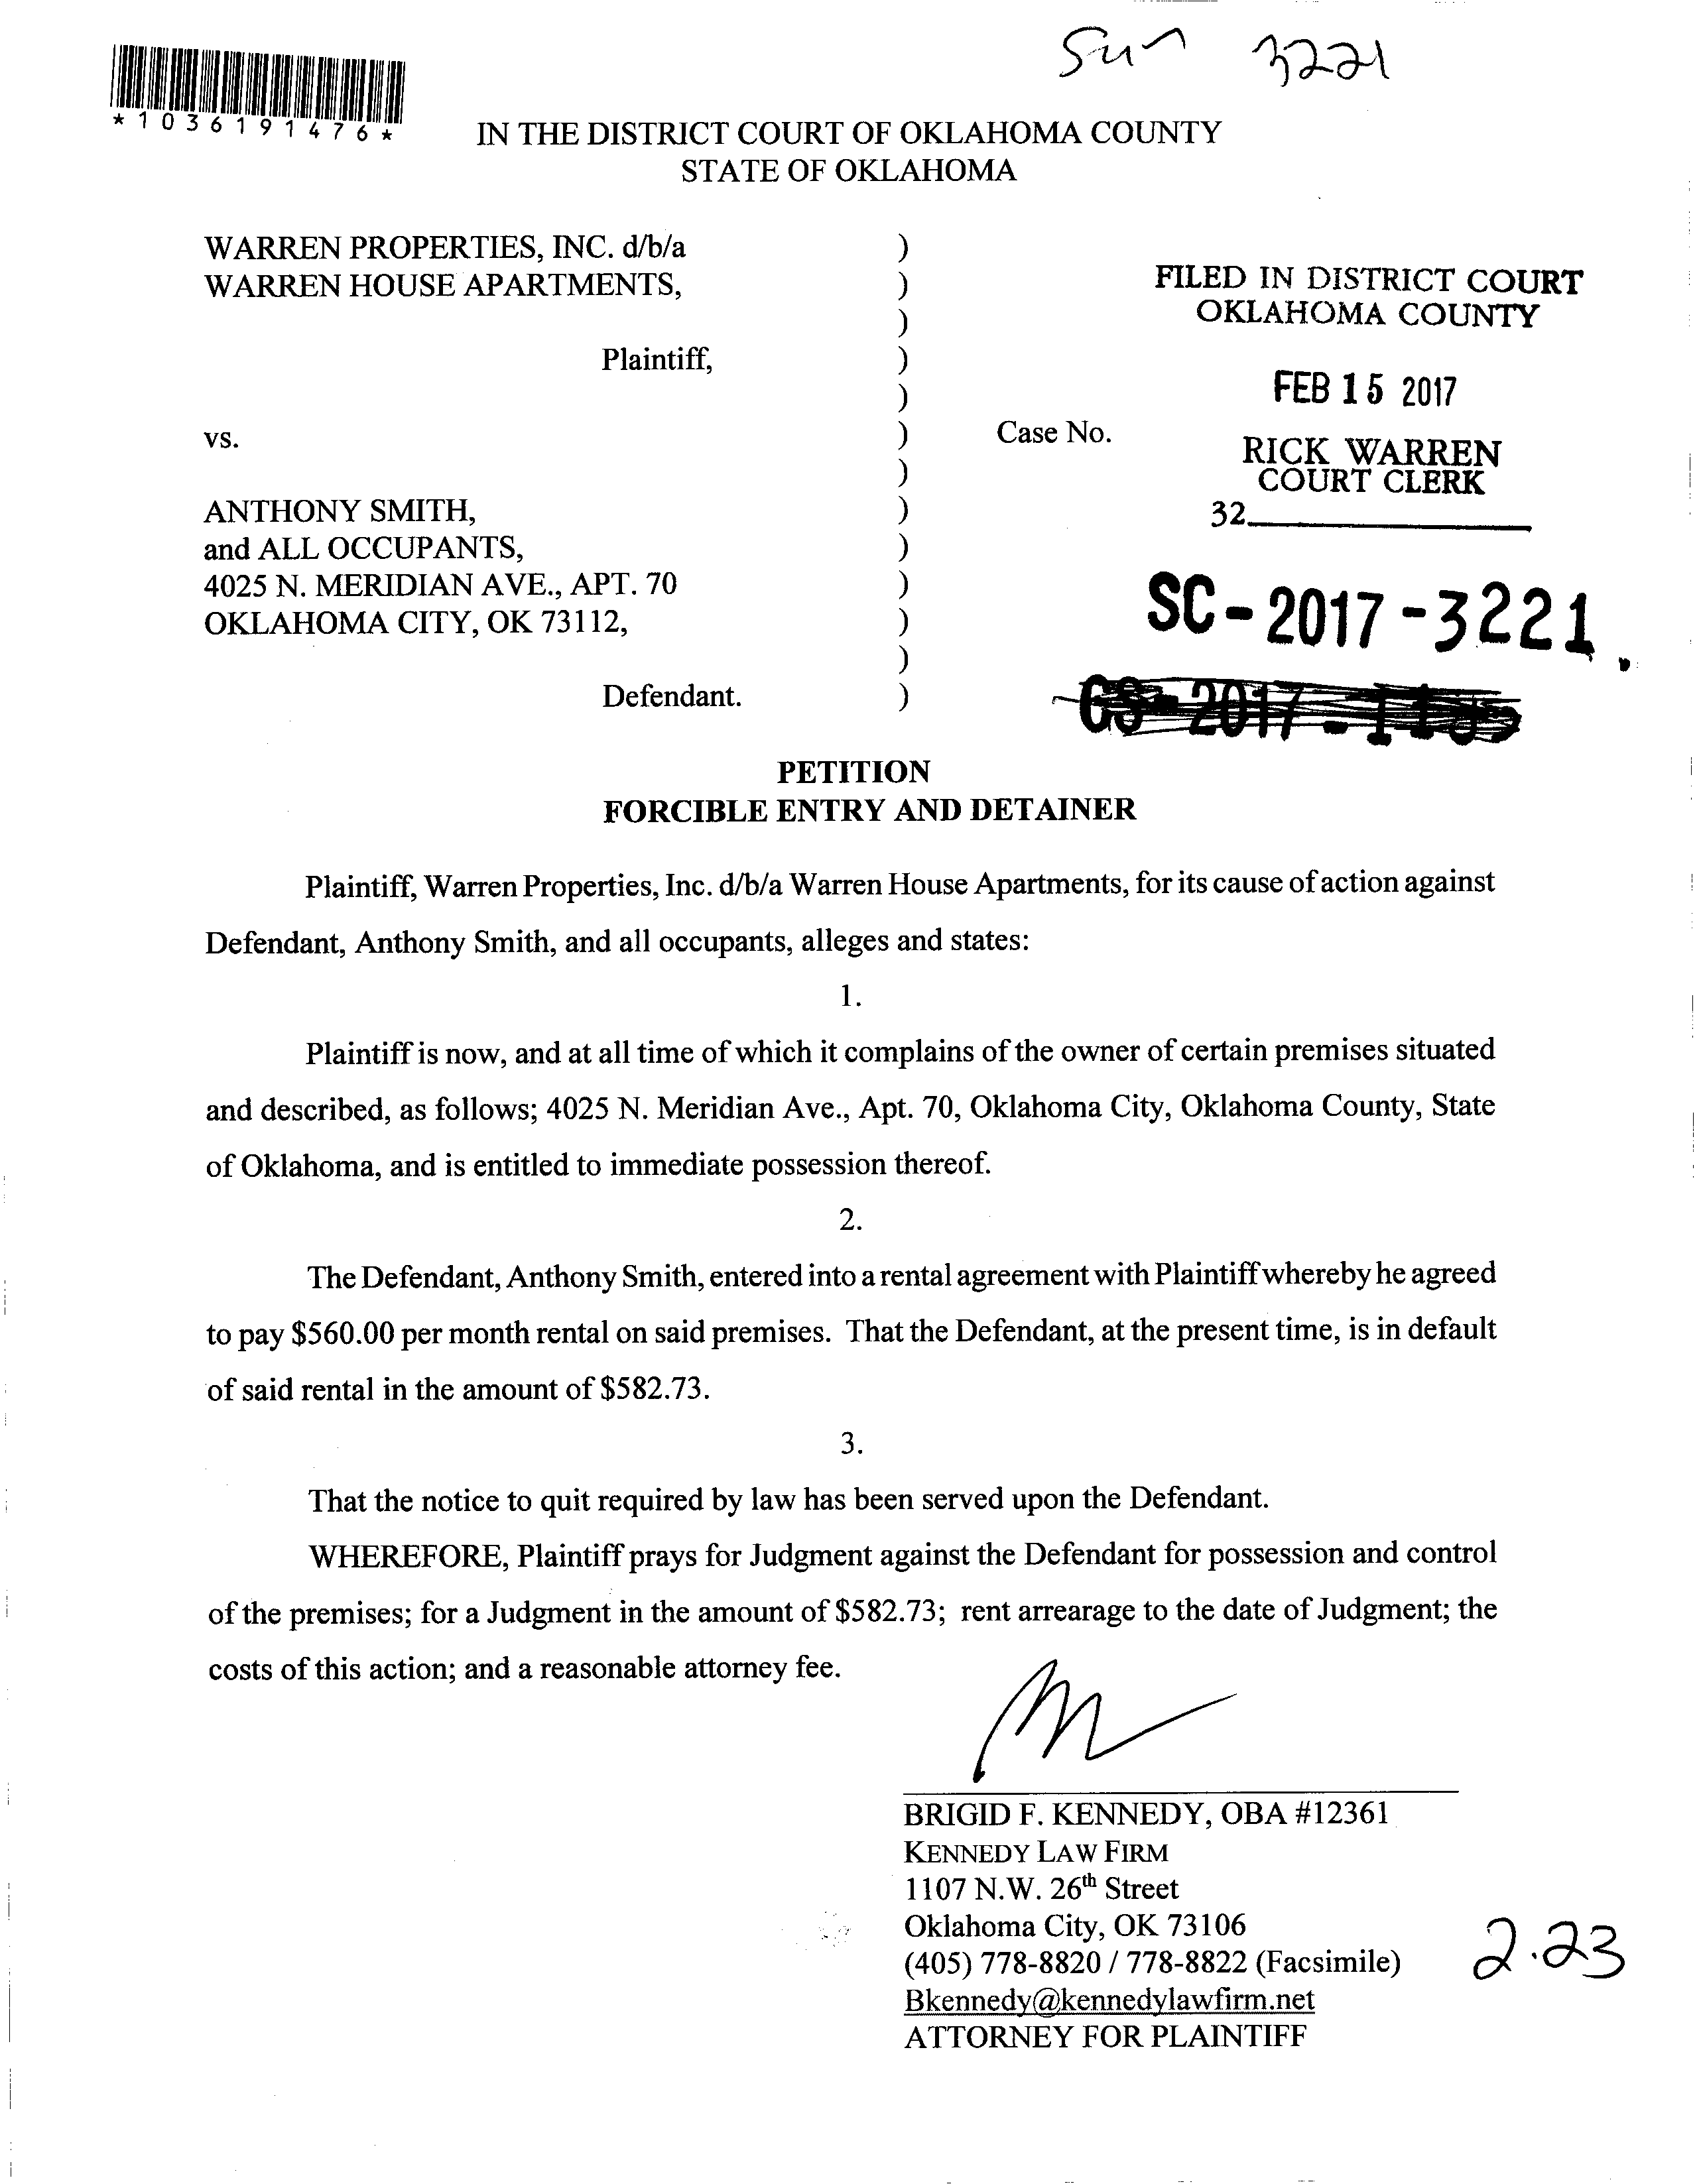 Sun 3221
*1036191476*
IN THE DISTRICT COURT OF OKLAHOMA COUNTY
STATE OF OKLAHOMA
WARREN PROPERTIES, INC. d/b/a )
WARREN HOUSE APARTMENTS, )
)
Plaintiff, )
)
vs. )
)
ANTHONY SMITH, )
and ALL OCCUPANTS, )
4025 N. MERIDIAN AVE., APT. 70 )
OKLAHOMA CITY, OK 73112, )
)
Defendant. )
FILED IN DISTRICT COURT
OKLAHOMA COUNTY
FEB 15 2017
Case No.
RICK WARREN
COURT CLERK
32
SC-2017-3221
PETITION
FORCIBLE ENTRY AND DETAINER
Plaintiff, Warren Properties, Inc. d/b/a Warren House Apartments, for its cause of action against
Defendant, Anthony Smith, and all occupants, alleges and states:
1.
Plaintiff is now, and at all time of which it complains of the owner of certain premises situated
and described, as follows; 4025 N. Meridian Ave., Apt. 70, Oklahoma City, Oklahoma County, State
of Oklahoma, and is entitled to immediate possession thereof.
2.
The Defendant, Anthony Smith, entered into a rental agreement with Plaintiff whereby he agreed
to pay $560.00 per month rental on said premises. That the Defendant, at the present time, is in default
of said rental in the amount of $582.73.
3.
That the notice to quit required by law has been served upon the Defendant.
WHEREFORE, Plaintiff prays for Judgment against the Defendant for possession and control
of the premises; for a Judgment in the amount of $582.73; rent arrearage to the date of Judgment; the
costs of this action; and a reasonable attorney fee.
BRIGID F. KENNEDY, OBA #12361
KENNEDY LAW FIRM
1107 N.W. 26th Street
Oklahoma City, OK 73106
(405) 778-8820 / 778-8822 (Facsimile)
Bkennedy@kennedylawfirm.net
ATTORNEY FOR PLAINTIFF
2.23